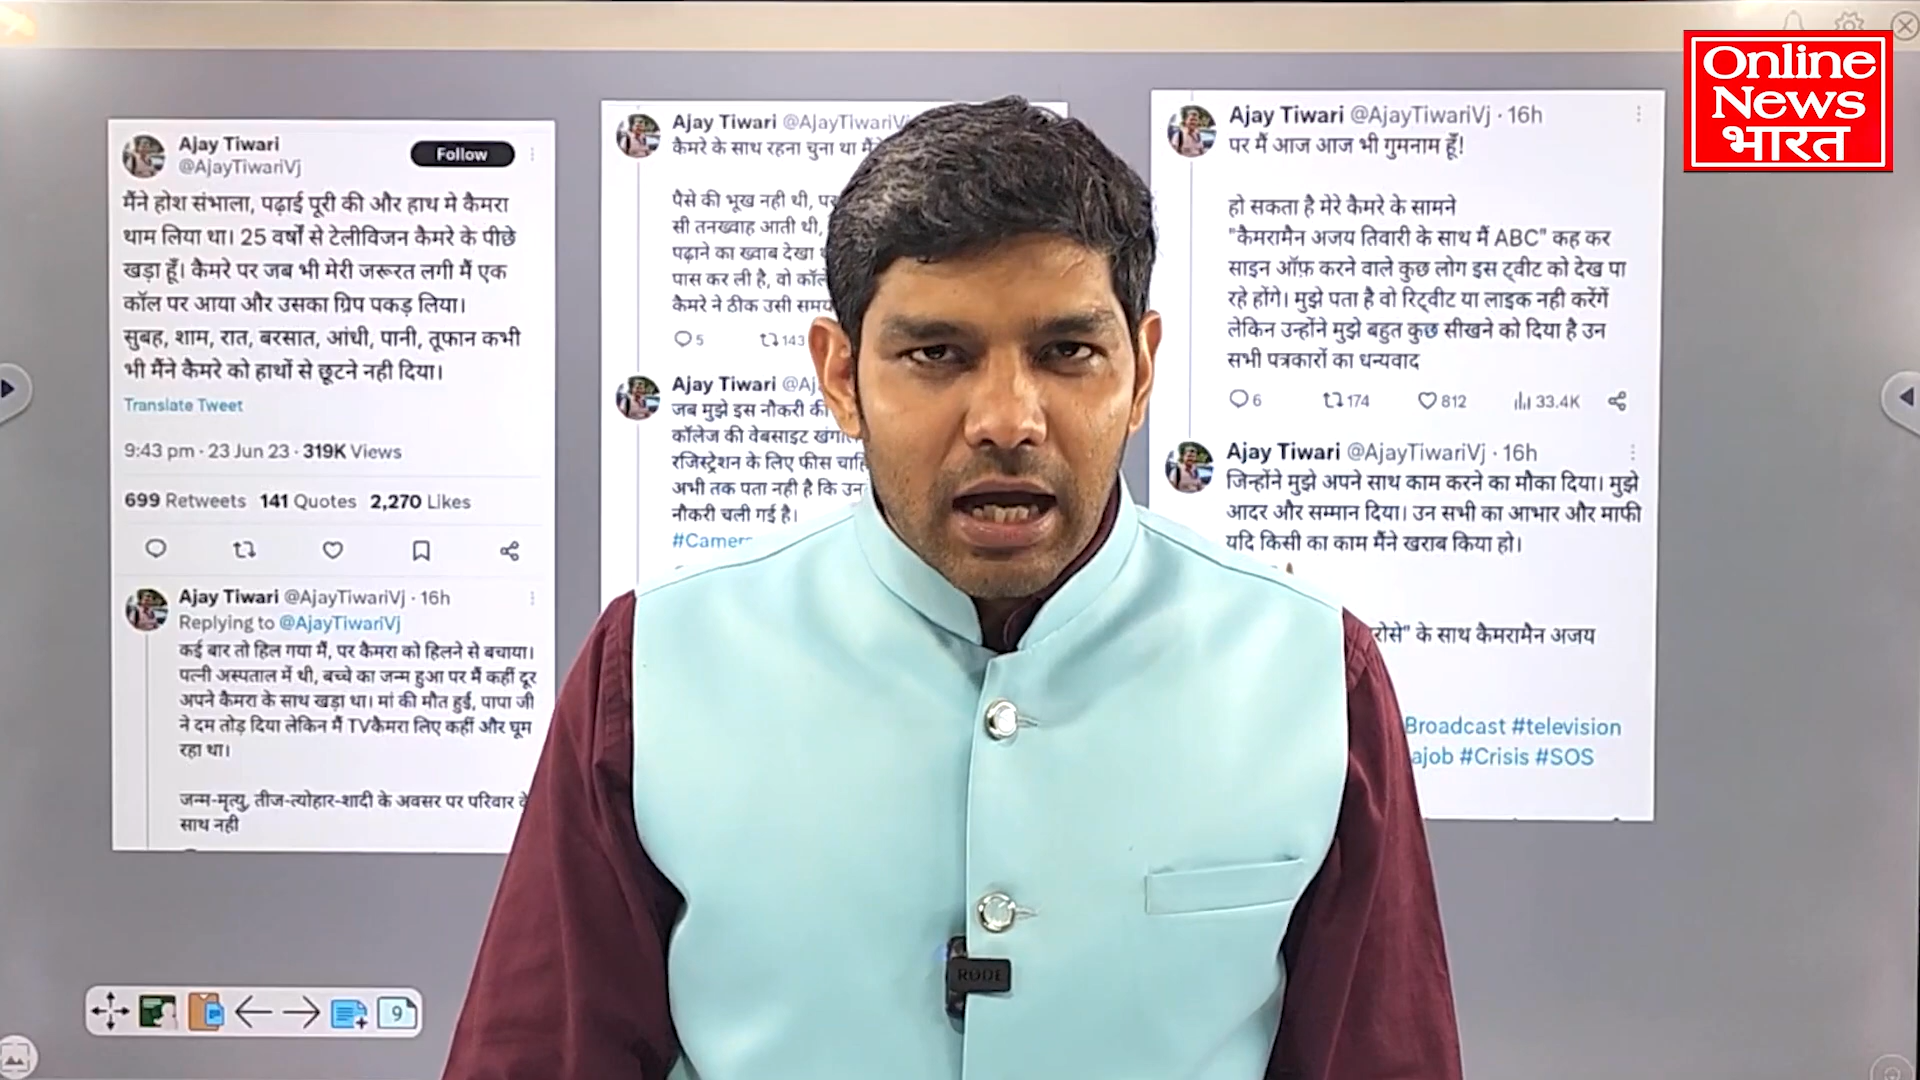 Online
News
भारत
Ajay Tiwari
@AjayTiwariVj
Follow
मैंने होश संभाला, पढ़ाई पूरी की और हाथ मे कैमरा
थाम लिया था। 25 वर्षों से टेलीविजन कैमरे के पीछे
खड़ा हूँ। कैमरे पर जब भी मेरी जरूरत लगी मैं एक
कॉल पर आया और उसका ग्रिप पकड़ लिया।
सुबह, शाम, रात, बरसात, आंधी, पानी, तूफान कभी
भी मैंने कैमरे को हाथों से छूटने नही दिया।
Translate Tweet
9:43 pm · 23 Jun 23 · 319K Views
699 Retweets 141 Quotes 2,270 Likes
Ajay Tiwari @AjayTiwariVj · 16h
Replying to @AjayTiwariVj
कई बार तो हिल गया मैं, पर कैमरा को हिलने से बचाया।
पत्नी अस्पताल में थी, बच्चे का जन्म हुआ पर मैं कहीं दूर
अपने कैमरा के साथ खड़ा था। मां की मौत हुई, पापा जी
ने दम तोड़ दिया लेकिन मैं TVकैमरा लिए कहीं और घूम
रहा था।
जन्म-मृत्यु, तीज-त्योहार-शादी के अवसर पर परिवार के
साथ नही
Ajay Tiwari @AjayTiwariVj
कैमरे के साथ रहना चुना था मैंने
पैसे की भूख नही थी, पर
सी तनख्वाह आती थी,
पढ़ाने का ख्वाब देखा
पास कर ली है, वो
कैमरे ने ठीक उसी समय
5 143
Ajay Tiwari
जब मुझे इस नौकरी की
कॉलेज की वेबसाइट
रजिस्ट्रेशन के लिए फीस
अभी तक पता नही है कि
नौकरी चली गई है।
Ajay Tiwari @AjayTiwariVj · 16h
पर मैं आज आज भी गुमनाम हूँ!
हो सकता है मेरे कैमरे के सामने
"कैमरामैन अजय तिवारी के साथ मैं ABC" कह कर
साइन ऑफ़ करने वाले कुछ लोग इस ट्वीट को देख पा
रहे होंगे। मुझे पता है वो रिट्वीट या लाइक नही करेंगें
लेकिन उन्होंने मुझे बहुत कुछ सीखने को दिया है उन
सभी पत्रकारों का धन्यवाद
6 174 812 33.4K
Ajay Tiwari @AjayTiwariVj · 16h
जिन्होंने मुझे अपने साथ काम करने का मौका दिया। मुझे
आदर और सम्मान दिया। उन सभी का आभार और माफी
यदि किसी का काम मैंने खराब किया हो।
रोसे" के साथ कैमरामैन अजय
Broadcast #television
ajob #Crisis #SOS
RODE
9